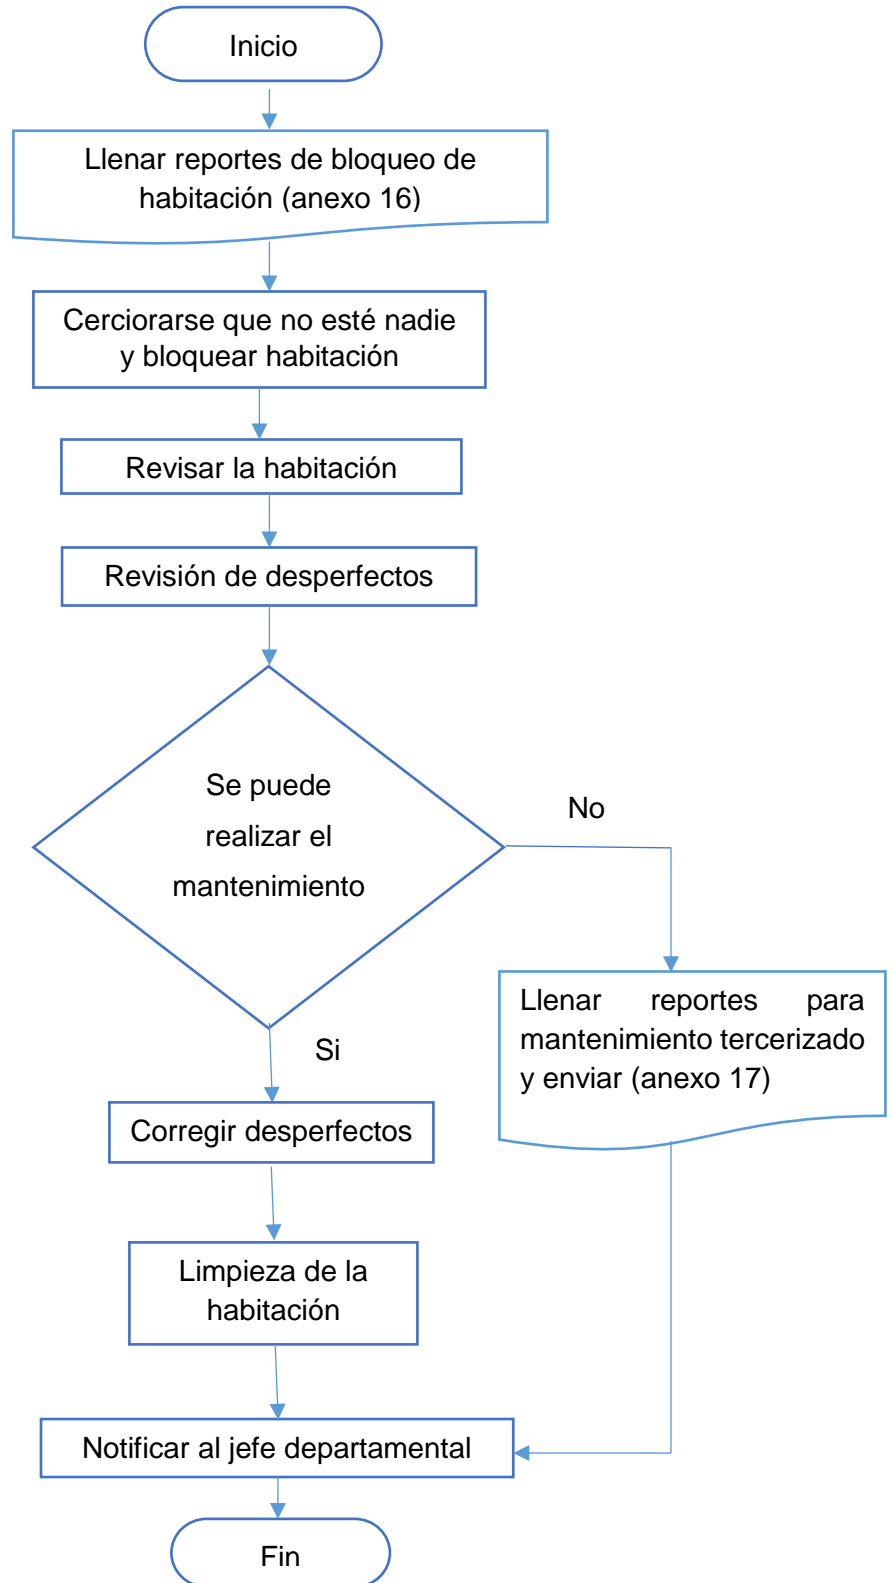 Inicio
Llenar reportes de bloqueo de
habitación (anexo 16)
Cerciorarse que no esté nadie
y bloquear habitación
Revisar la habitación
Revisión de desperfectos
Se puede
realizar el
mantenimiento
No
Llenar reportes para
mantenimiento tercerizado
y enviar (anexo 17)
Si
Corregir desperfectos
Limpieza de la
habitación
Notificar al jefe departamental
Fin